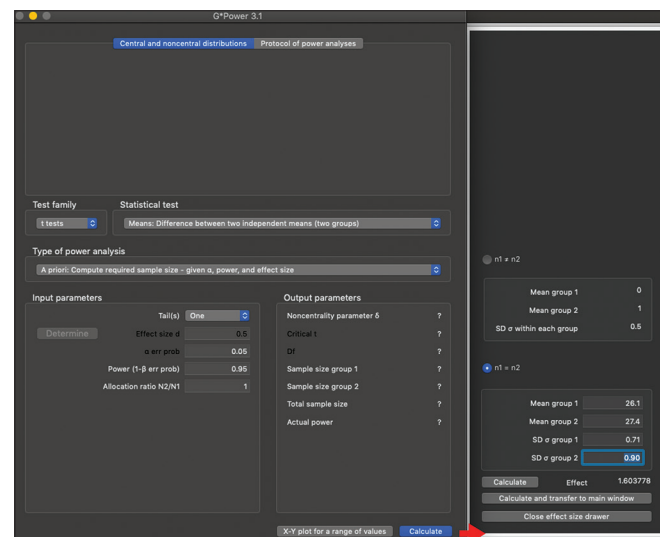 G*Power 3.1
Central and noncentral distributions Protocol of power analyses
Test family Statistical test
t tests Means: Difference between two independent means (two groups)
Type of power analysis
A priori: Compute required sample size - given α, power, and effect size
Input parameters Output parameters
Tail(s) One Noncentrality parameter δ ?
Determine Effect size d 0.5 Critical t ?
α err prob 0.05 Df ?
Power (1-β err prob) 0.95 Sample size group 1 ?
Allocation ratio N2/N1 1 Sample size group 2 ?
Total sample size ?
Actual power ?
X-Y plot for a range of values Calculate
n1 ≠ n2
Mean group 1 0
Mean group 2 1
SD σ within each group 0.5
n1 = n2
Mean group 1 26.1
Mean group 2 27.4
SD σ group 1 0.71
SD σ group 2 0.90
Calculate Effect 1.603778
Calculate and transfer to main window
Close effect size drawer